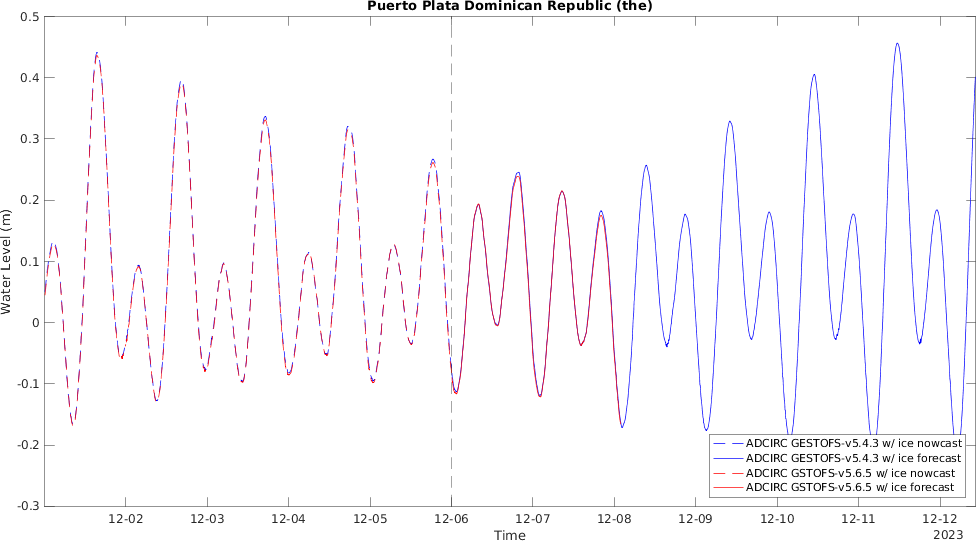 Puerto Plata Dominican Republic (the)
0.5
0.4
0.3
0.2
0.1
0
-0.1
-0.2
-0.3
Water Level (m)
12-02 12-03 12-04 12-05 12-06 12-07 12-08 12-09 12-10 12-11 12-12
Time
2023
ADCIRC GESTOFS-v5.4.3 w/ ice nowcast
ADCIRC GESTOFS-v5.4.3 w/ ice forecast
ADCIRC GSTOFS-v5.6.5 w/ ice nowcast
ADCIRC GSTOFS-v5.6.5 w/ ice forecast